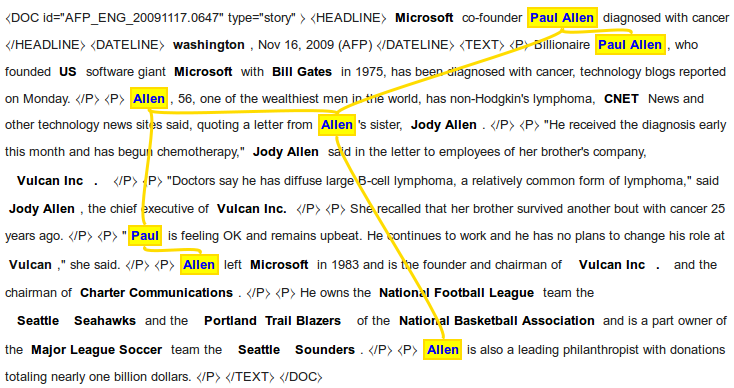 〈DOC id="AFP_ENG_20091117.0647" type="story" 〉 〈HEADLINE〉 Microsoft co-founder Paul Allen diagnosed with cancer
〈/HEADLINE〉 〈DATELINE〉 washington , Nov 16, 2009 (AFP) 〈/DATELINE〉 〈TEXT〉 〈P〉 Billionaire Paul Allen , who
founded US software giant Microsoft with Bill Gates in 1975, has been diagnosed with cancer, technology blogs reported
on Monday. 〈/P〉 〈P〉 Allen , 56, one of the wealthiest men in the world, has non-Hodgkin's lymphoma, CNET News and
other technology news sites said, quoting a letter from Allen 's sister, Jody Allen . 〈/P〉 〈P〉 "He received the diagnosis early
this month and has begun chemotherapy," Jody Allen said in the letter to employees of her brother's company,
Vulcan Inc . 〈/P〉 〈P〉 "Doctors say he has diffuse large B-cell lymphoma, a relatively common form of lymphoma," said
Jody Allen , the chief executive of Vulcan Inc. 〈/P〉 〈P〉 She recalled that her brother survived another bout with cancer 25
years ago. 〈/P〉 〈P〉 " Paul is feeling OK and remains upbeat. He continues to work and he has no plans to change his role at
Vulcan ," she said. 〈/P〉 〈P〉 Allen left Microsoft in 1983 and is the founder and chairman of Vulcan Inc . and the
chairman of Charter Communications . 〈/P〉 〈P〉 He owns the National Football League team the
Seattle Seahawks and the Portland Trail Blazers of the National Basketball Association and is a part owner of
the Major League Soccer team the Seattle Sounders . 〈/P〉 〈P〉 Allen is also a leading philanthropist with donations
totaling nearly one billion dollars. 〈/P〉 〈/TEXT〉 〈/DOC〉